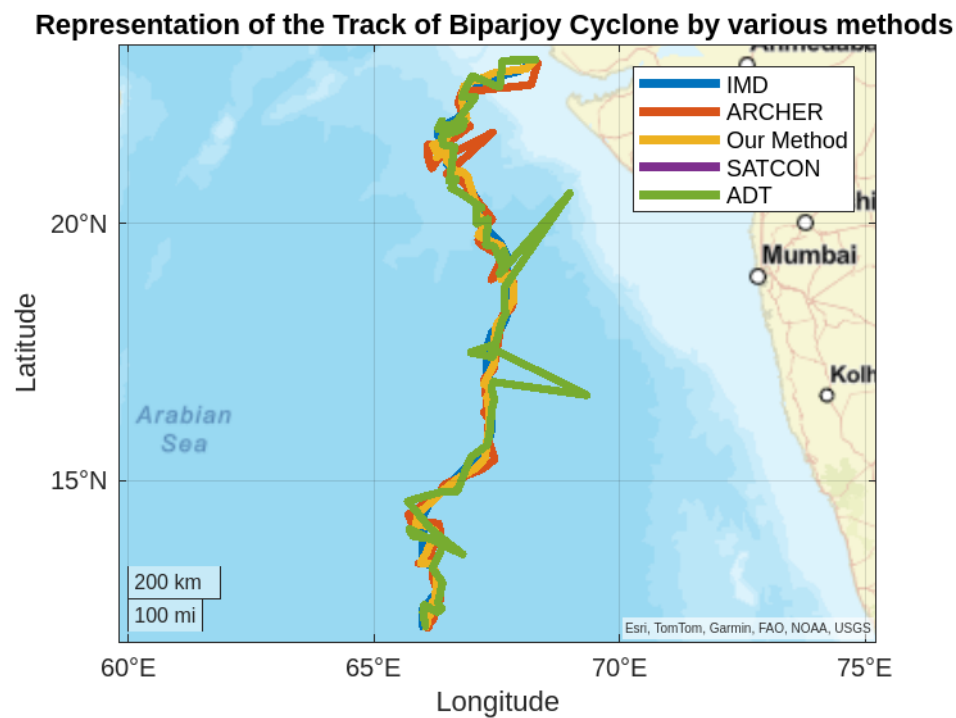 Representation of the Track of Biparjoy Cyclone by various methods
IMD
ARCHER
Our Method
SATCON
ADT
20°N
Mumbai
Latitude
Arabian
Sea
15°N
200 km
100 mi
Esri, TomTom, Garmin, FAO, NOAA, USGS
60°E
65°E
70°E
75°E
Longitude